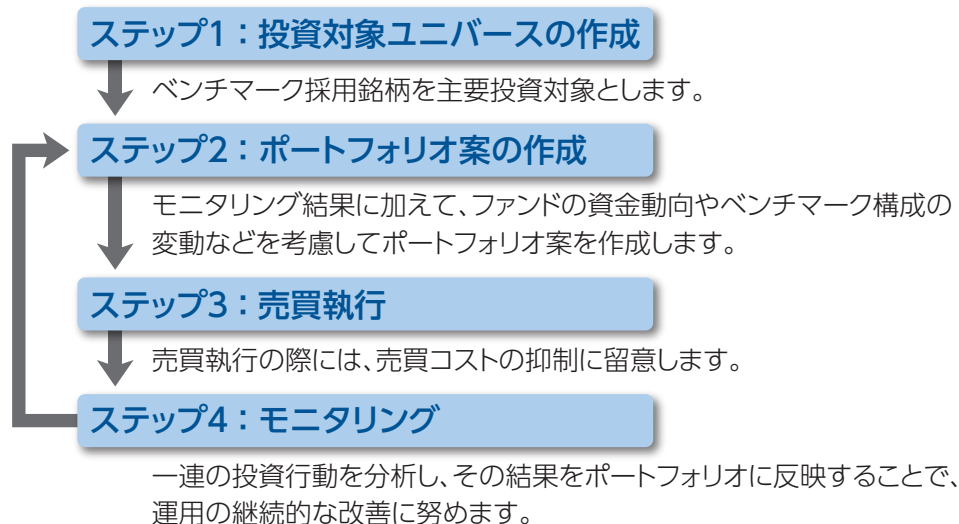 ステップ1：投資対象ユニバースの作成
ベンチマーク採用銘柄を主要投資対象とします。
ステップ2：ポートフォリオ案の作成
モニタリング結果に加えて、ファンドの資金動向やベンチマーク構成の
変動などを考慮してポートフォリオ案を作成します。
ステップ3：売買執行
売買執行の際には、売買コストの抑制に留意します。
ステップ4：モニタリング
一連の投資行動を分析し、その結果をポートフォリオに反映することで、
運用の継続的な改善に努めます。